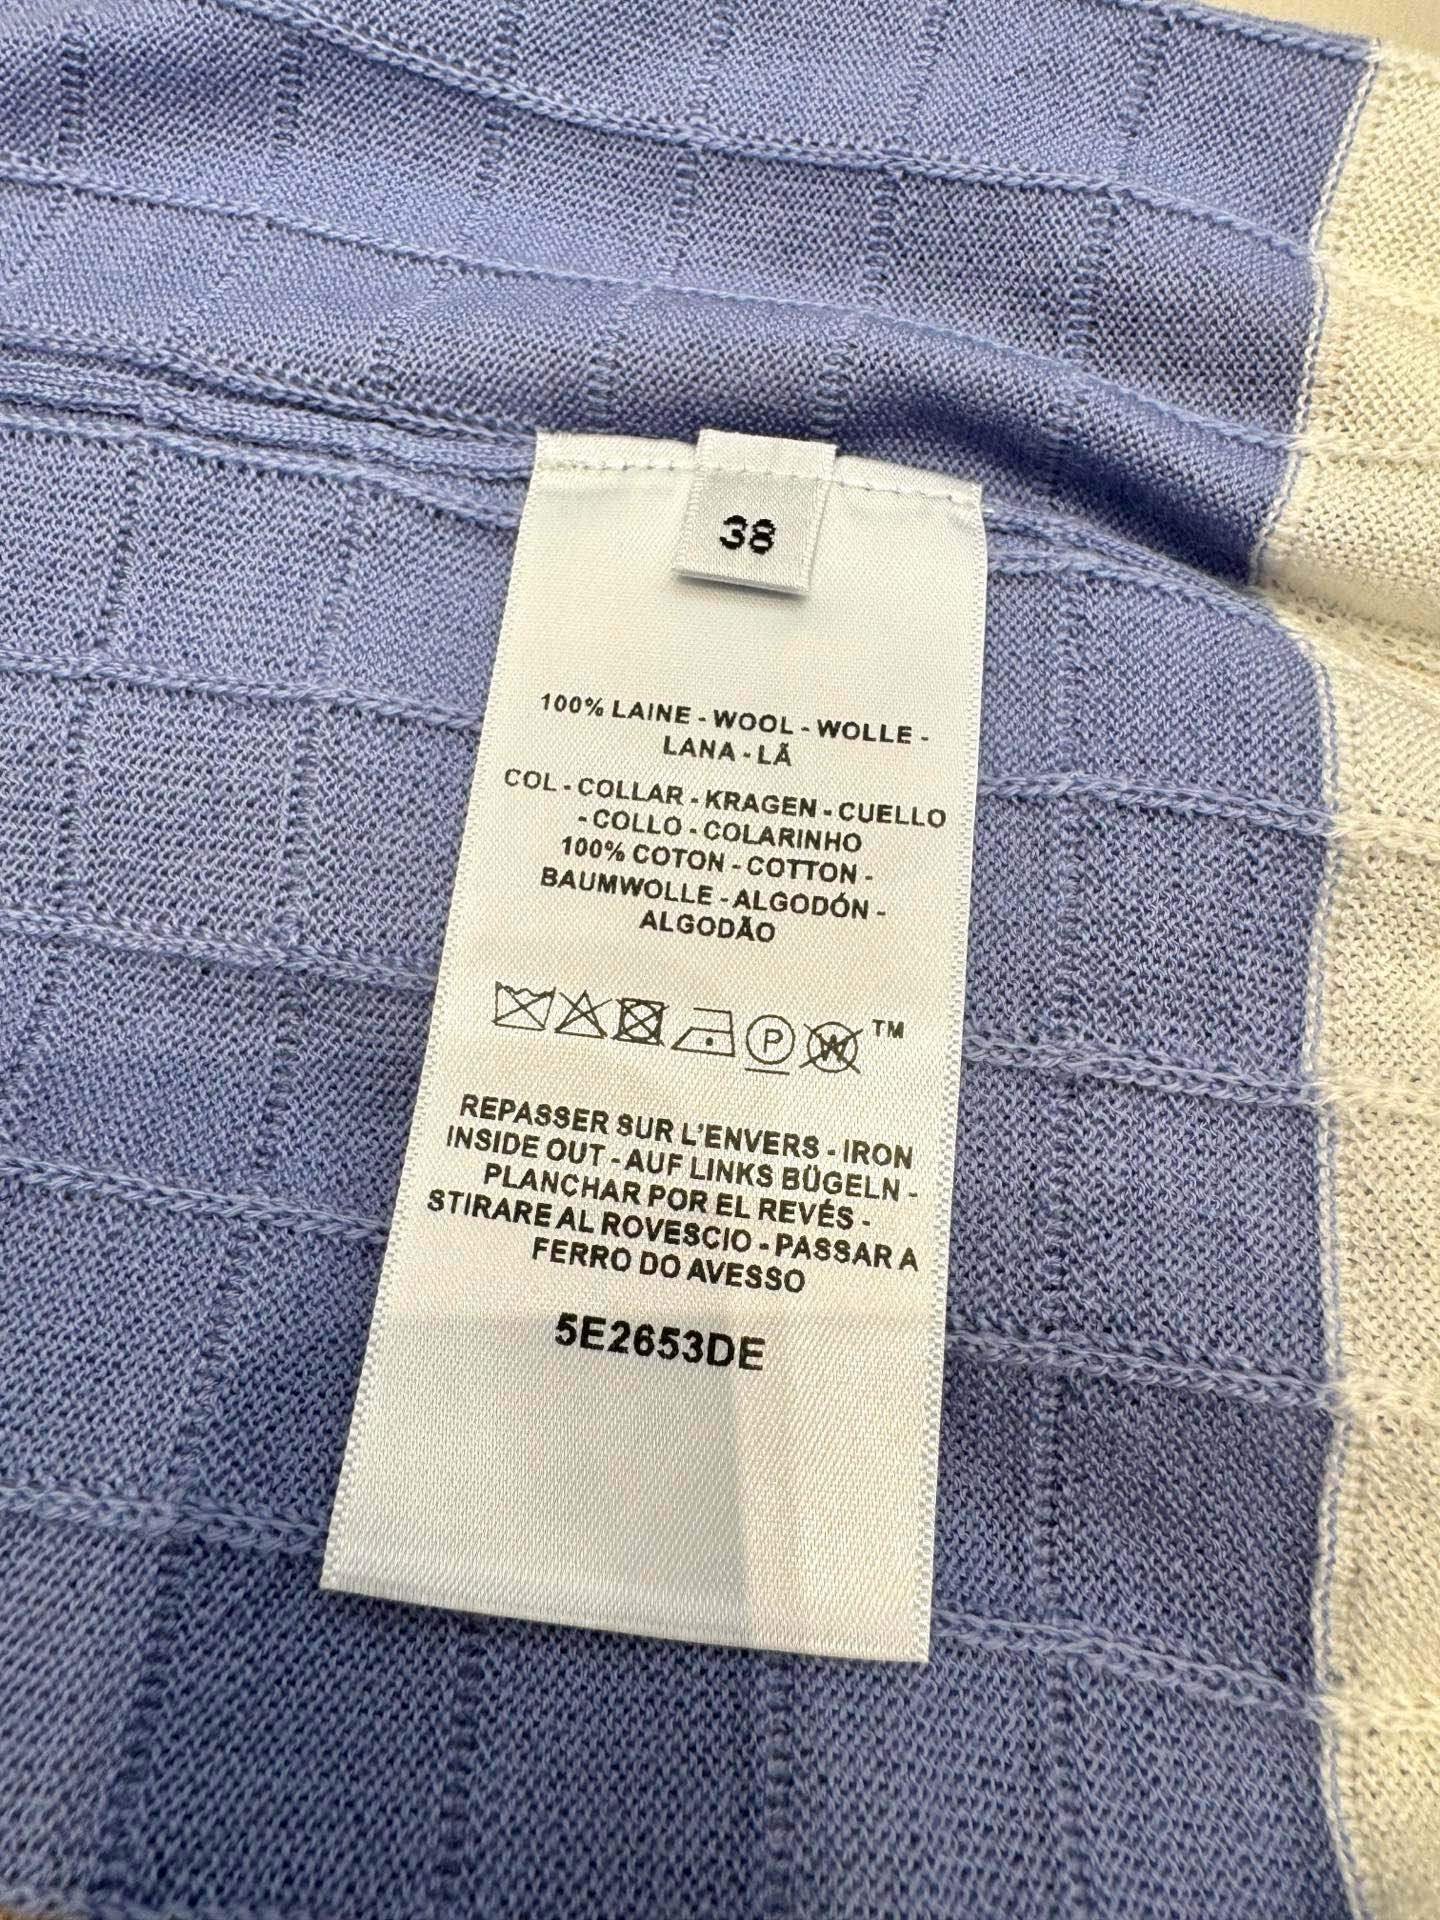 38
100% LAINE - WOOL - WOLLE -
LANA - LÃ
COL - COLLAR - KRAGEN - CUELLO
- COLLO - COLARINHO
100% COTON - COTTON -
BAUMWOLLE - ALGODÓN -
ALGODÃO
P W TM
REPASSER SUR L'ENVERS - IRON
INSIDE OUT - AUF LINKS BÜGELN -
PLANCHAR POR EL REVÉS -
STIRARE AL ROVESCIO - PASSAR A
FERRO DO AVESSO
5E2653DE